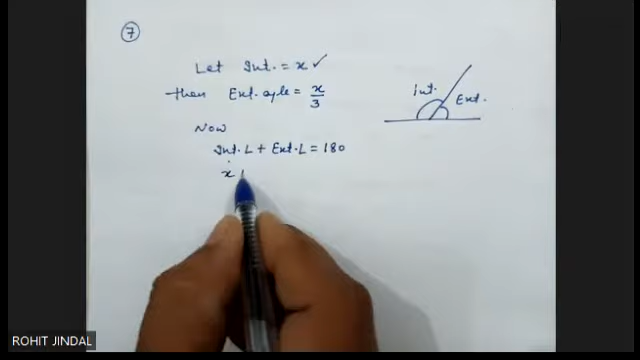 7
Let Int. = x ✓
then Ext. angle = x/3
Int. Ext.
Now
Int. L + Ext. L = 180
x
ROHIT JINDAL